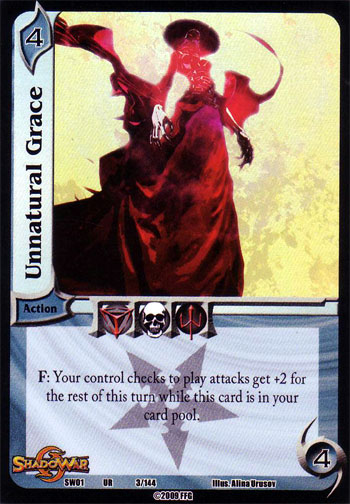 4
Unnatural Grace
Action
F: Your control checks to play attacks get +2 for
the rest of this turn while this card is in your
card pool.
SHADOWAR
4
SW01 UR 3/144 Illus. Alina Urusov
©2009 FFG